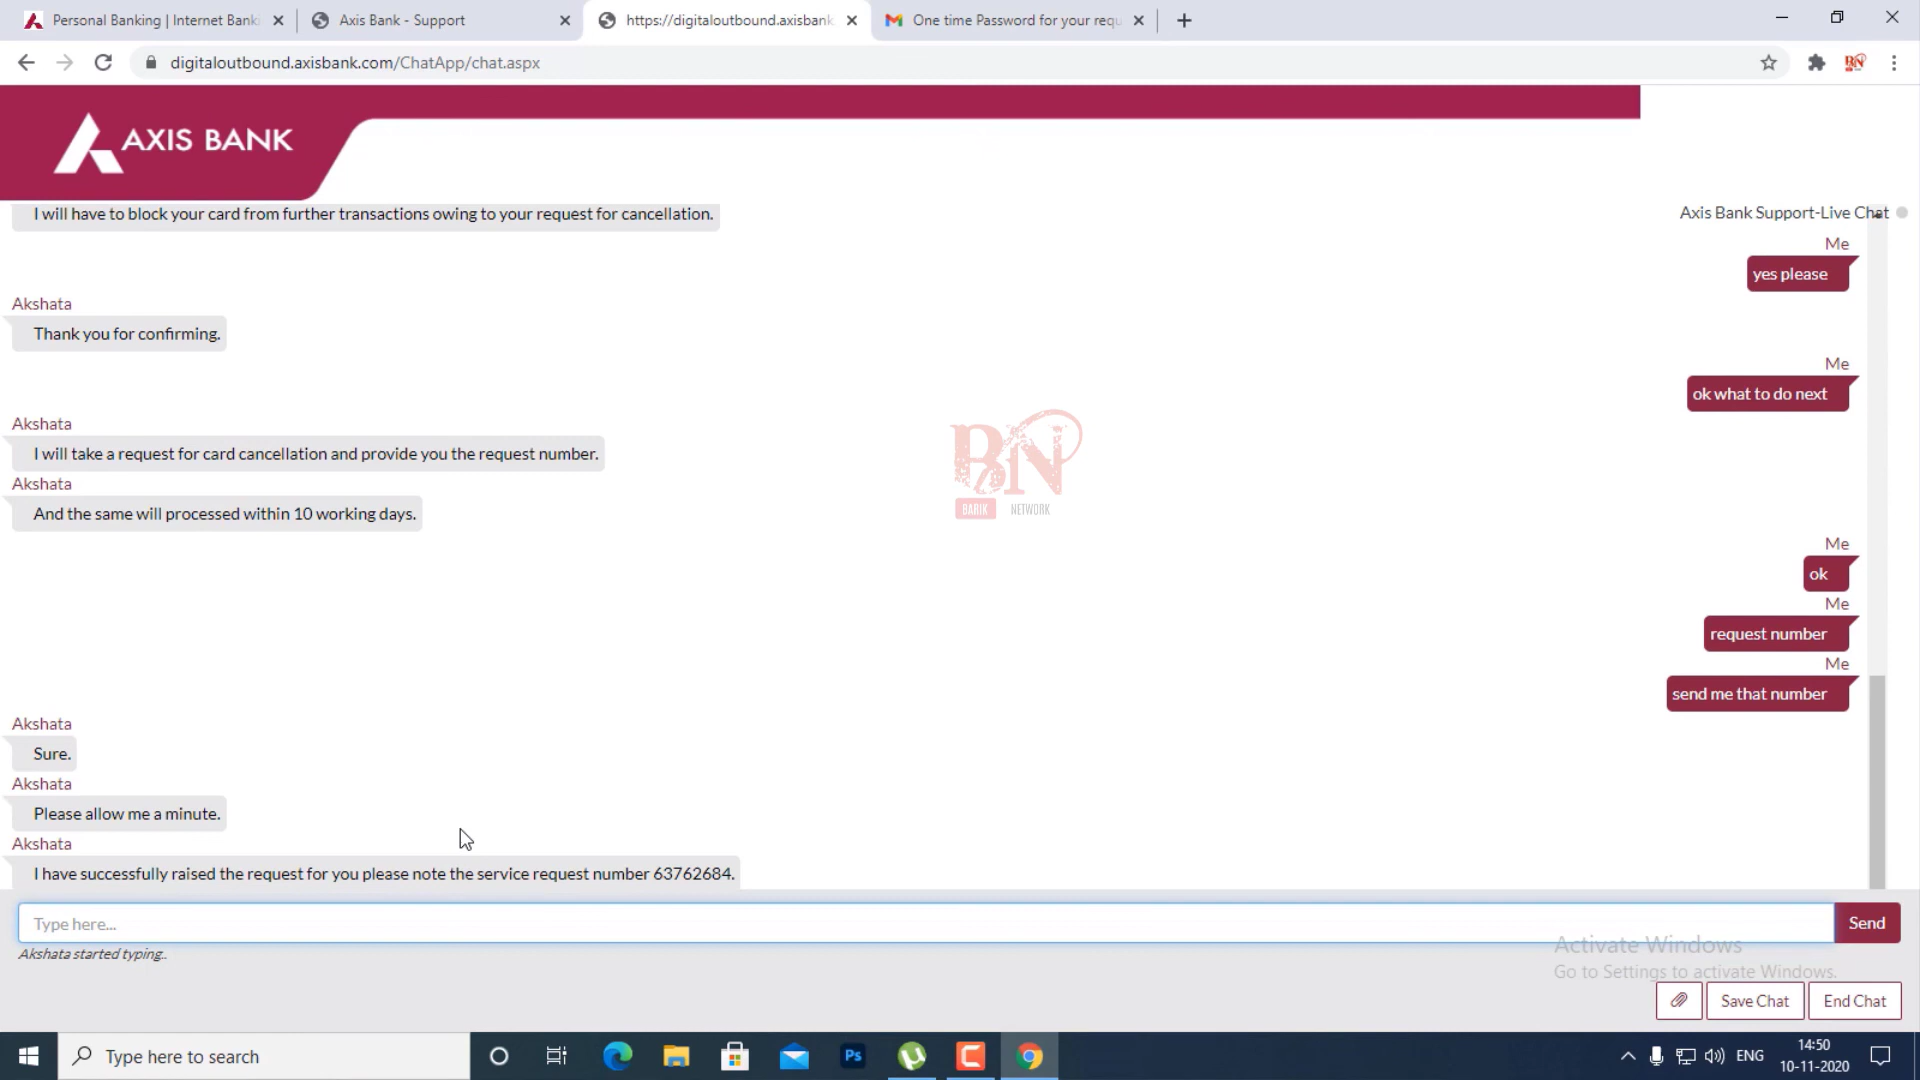 Personal Banking | Internet Banki
Axis Bank - Support
https://digitaloutbound.axisbank
One time Password for your requ
digitaloutbound.axisbank.com/ChatApp/chat.aspx
BN
AXIS BANK
Axis Bank Support-Live Chat
I will have to block your card from further transactions owing to your request for cancellation.
Me
yes please
Akshata
Thank you for confirming.
Me
ok what to do next
Akshata
I will take a request for card cancellation and provide you the request number.
Akshata
And the same will processed within 10 working days.
BN
BARIK NETWORK
Me
ok
Me
request number
Me
send me that number
Akshata
Sure.
Akshata
Please allow me a minute.
Akshata
I have successfully raised the request for you please note the service request number 63762684.
Type here...
Send
Akshata started typing..
Activate Windows
Go to Settings to activate Windows.
Save Chat
End Chat
Type here to search
Ps
ENG
14:50
10-11-2020